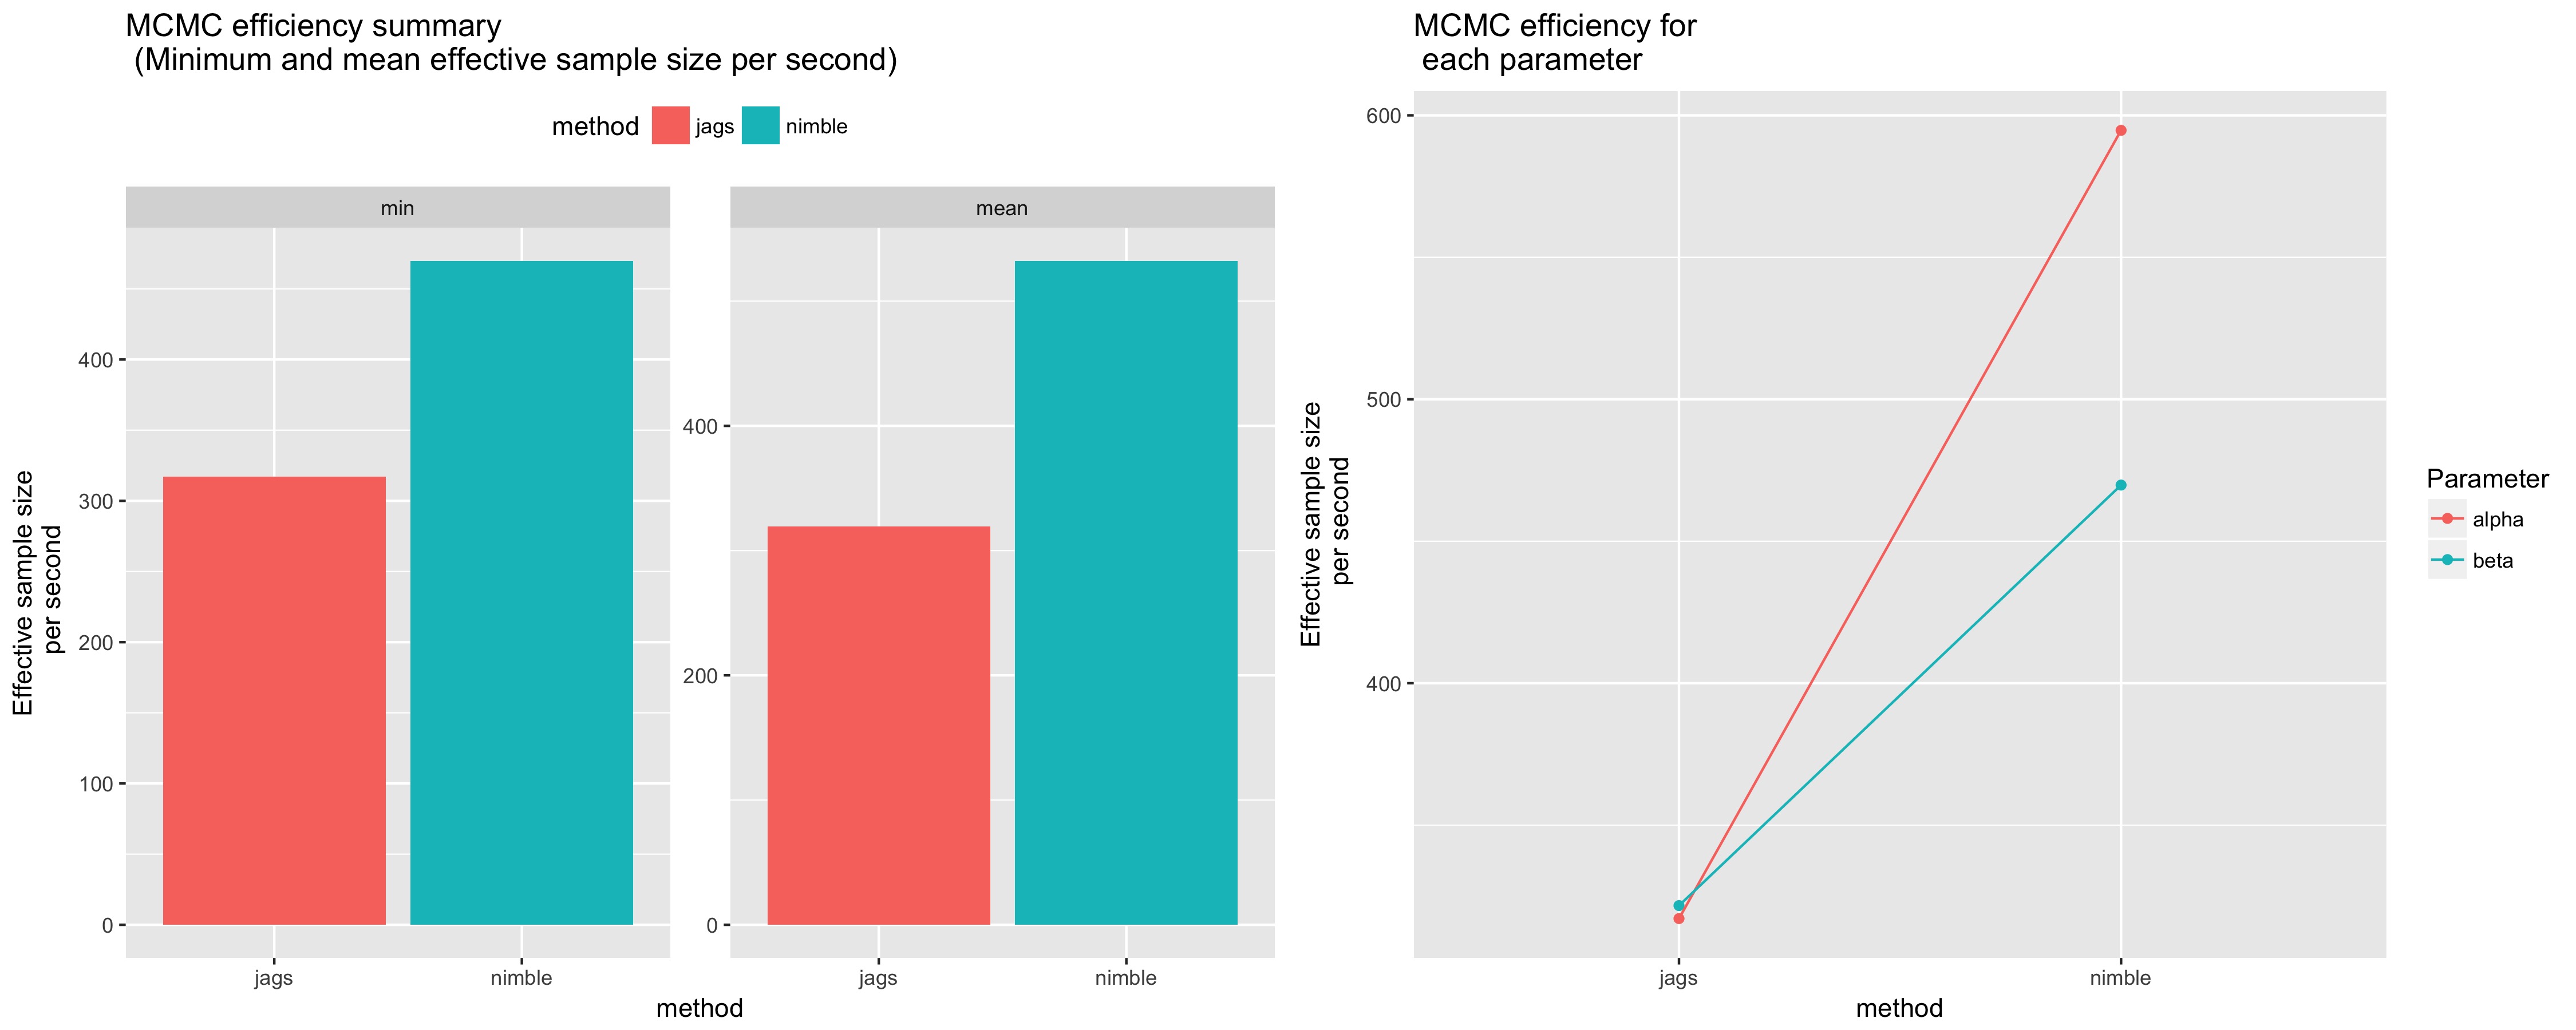 MCMC efficiency summary
(Minimum and mean effective sample size per second)
method jags nimble
min
mean
Effective sample size
per second
400
300
200
100
0
400
200
0
jags nimble
jags nimble
method
MCMC efficiency for
each parameter
Effective sample size
per second
600
500
400
jags nimble
method
Parameter
alpha
beta